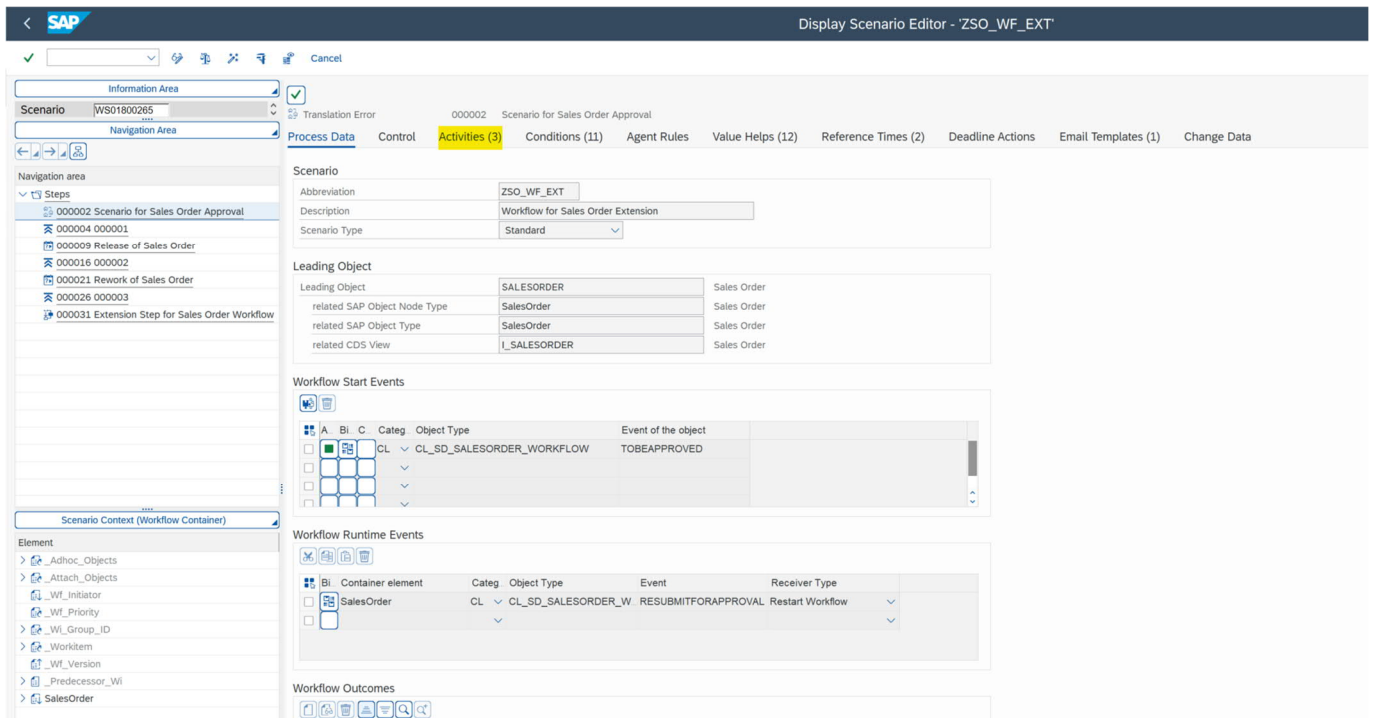 SAP
Display Scenario Editor - 'ZSO_WF_EXT'
Cancel
Information Area
Scenario WS01800265
Navigation Area
Navigation area
Steps
000002 Scenario for Sales Order Approval
000004 000001
000009 Release of Sales Order
000016 000002
000021 Rework of Sales Order
000026 000003
000031 Extension Step for Sales Order Workflow
Scenario Context (Workflow Container)
Element
_Adhoc_Objects
_Attach_Objects
_Wf_Initiator
_Wf_Priority
_Wi_Group_ID
_Workitem
_Wf_Version
_Predecessor_Wi
SalesOrder
Translation Error 000002 Scenario for Sales Order Approval
Process Data Control Activities (3) Conditions (11) Agent Rules Value Helps (12) Reference Times (2) Deadline Actions Email Templates (1) Change Data
Scenario
Abbreviation ZSO_WF_EXT
Description Workflow for Sales Order Extension
Scenario Type Standard
Leading Object
Leading Object SALESORDER Sales Order
related SAP Object Node Type SalesOrder Sales Order
related SAP Object Type SalesOrder Sales Order
related CDS View I_SALESORDER Sales Order
Workflow Start Events
A.. Bi.. C.. Categ.. Object Type Event of the object
CL CL_SD_SALESORDER_WORKFLOW TOBEAPPROVED
Workflow Runtime Events
Bi.. Container element Categ.. Object Type Event Receiver Type
SalesOrder CL CL_SD_SALESORDER_W.. RESUBMITFORAPPROVAL Restart Workflow
Workflow Outcomes